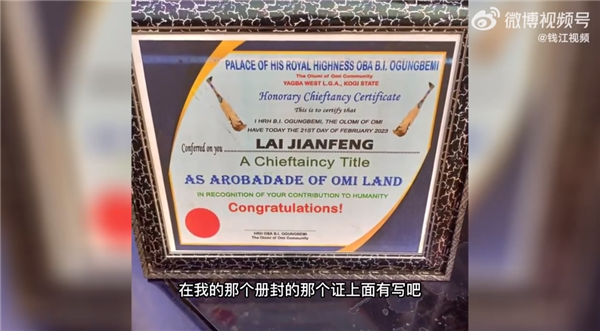 微博视频号
@钱江视频
PALACE OF HIS ROYAL HIGHNESS OBA B.I. OGUNGBEMI
The Olomi of Omi Community
YAGBA WEST L.G.A., KOGI STATE
Honorary Chieftancy Certificate
This is to certify that
I HRH B.I. OGUNGBEMI, THE OLOMI OF OMI
HAVE TODAY THE 21ST DAY OF FEBRUARY 2023
Conferred on you LAI JIANFENG
A Chieftaincy Title
AS AROBADADE OF OMI LAND
IN RECOGNITION OF YOUR CONTRIBUTION TO HUMANITY
Congratulations!
HRH OBA B.I. OGUNGBEMI
The Olomi of Omi Community
在我的那个册封的那个证上面有写吧